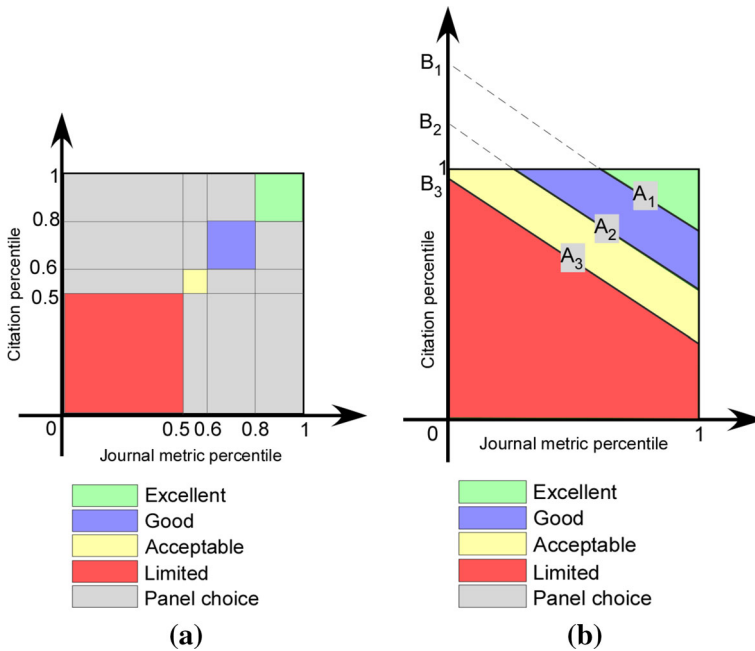 1
0.8
0.6
0.5
0
0.5 0.6 0.8 1
Citation percentile
Journal metric percentile
Excellent
Good
Acceptable
Limited
Panel choice
(a)
B1
B2
1
B3
A1
A2
A3
Citation percentile
0
1
Journal metric percentile
Excellent
Good
Acceptable
Limited
Panel choice
(b)